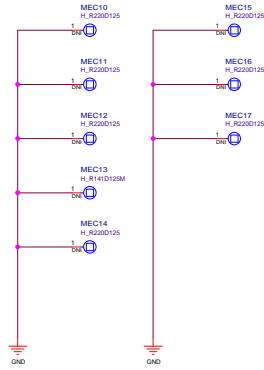 MEC10
H_R220D125
1
DNI
MEC11
H_R220D125
1
DNI
MEC12
H_R220D125
1
DNI
MEC13
H_R141D125M
1
DNI
MEC14
H_R220D125
1
DNI
GND
MEC15
H_R220D125
1
DNI
MEC16
H_R220D125
1
DNI
MEC17
H_R220D125
1
DNI
GND